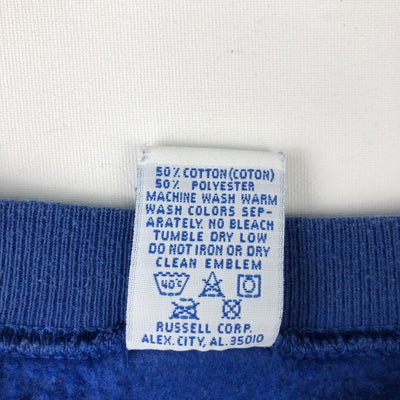 50% COTTON (COTON)
50% POLYESTER
MACHINE WASH WARM
WASH COLORS SEP-
ARATELY. NO BLEACH
TUMBLE DRY LOW
DO NOT IRON OR DRY
CLEAN EMBLEM
40°C
RUSSELL CORP.
ALEX. CITY, AL. 35010